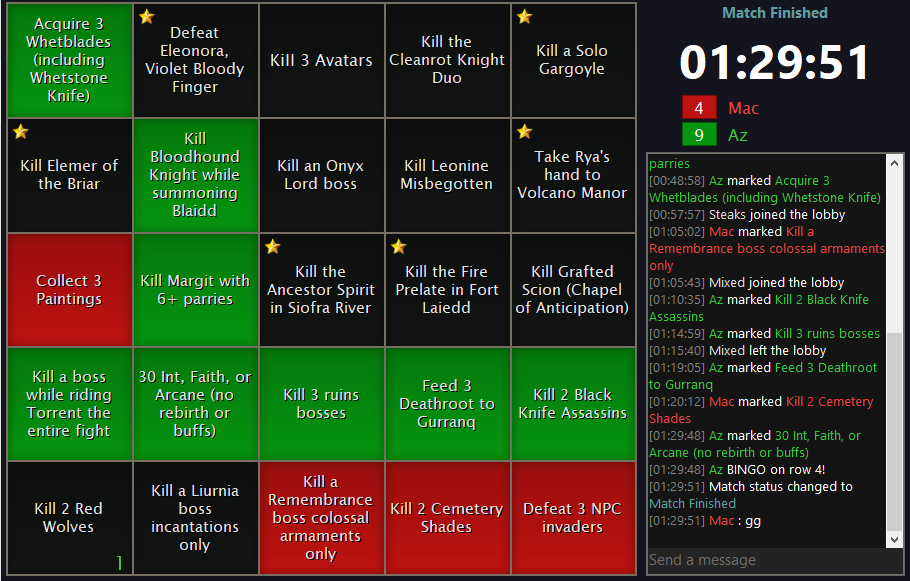 Acquire 3
Whetblades
(including
Whetstone
Knife)
Defeat
Eleonora,
Violet Bloody
Finger
Kill 3 Avatars
Kill the
Cleanrot Knight
Duo
Kill a Solo
Gargoyle
Kill Elemer of
the Briar
Kill
Bloodhound
Knight while
summoning
Blaidd
Kill an Onyx
Lord boss
Kill Leonine
Misbegotten
Take Rya's
hand to
Volcano Manor
Collect 3
Paintings
Kill Margit with
6+ parries
Kill the
Ancestor Spirit
in Siofra River
Kill the Fire
Prelate in Fort
Laiedd
Kill Grafted
Scion (Chapel
of Anticipation)
Kill a boss
while riding
Torrent the
entire fight
30 Int, Faith, or
Arcane (no
rebirth or
buffs)
Kill 3 ruins
bosses
Feed 3
Deathroot to
Gurranq
Kill 2 Black
Knife Assassins
Kill 2 Red
Wolves
1
Kill a Liurnia
boss
incantations
only
Kill a
Remembrance
boss colossal
armaments
only
Kill 2 Cemetery
Shades
Defeat 3 NPC
invaders
Match Finished
01:29:51
4 Mac
9 Az
parries
[00:48:58] Az marked Acquire 3
Whetblades (including Whetstone Knife)
[00:57:57] Steaks joined the lobby
[01:05:02] Mac marked Kill a
Remembrance boss colossal armaments
only
[01:05:43] Mixed joined the lobby
[01:10:35] Az marked Kill 2 Black Knife
Assassins
[01:14:59] Az marked Kill 3 ruins bosses
[01:15:40] Mixed left the lobby
[01:19:05] Az marked Feed 3 Deathroot
to Gurranq
[01:20:12] Mac marked Kill 2 Cemetery
Shades
[01:29:48] Az marked 30 Int, Faith, or
Arcane (no rebirth or buffs)
[01:29:48] Az BINGO on row 4!
[01:29:51] Match status changed to
Match Finished
[01:29:51] Mac : gg
Send a message